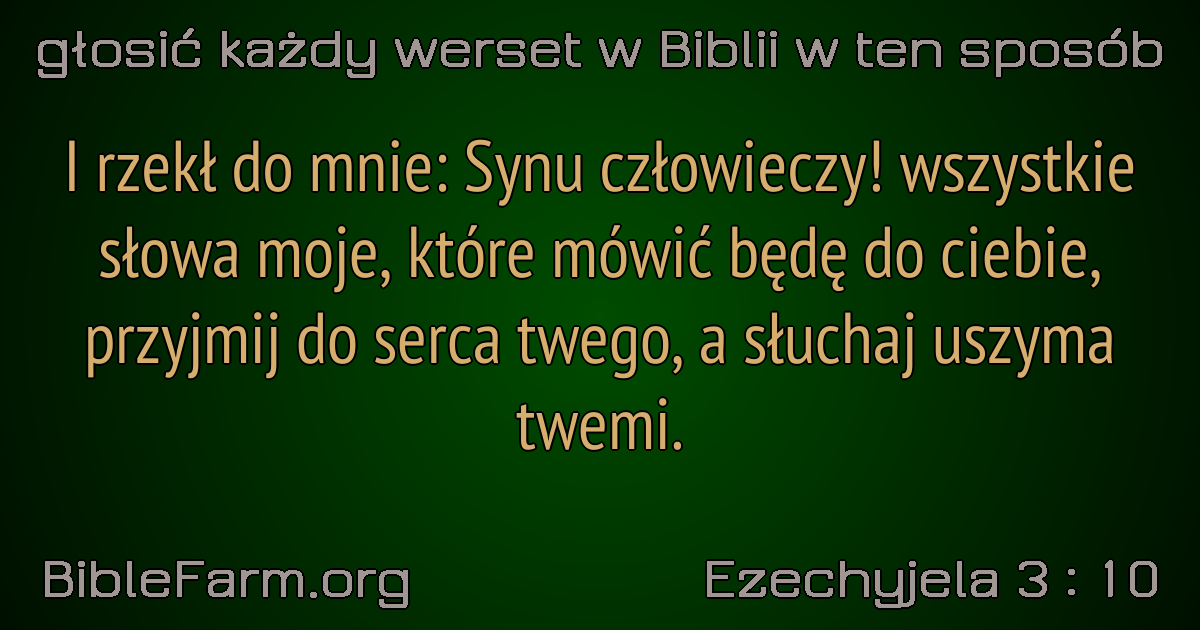 głosić każdy werset w Biblii w ten sposób
I rzekł do mnie: Synu człowieczy! wszystkie
słowa moje, które mówić będę do ciebie,
przyjmij do serca twego, a słuchaj uszyma
twemi.
BibleFarm.org
Ezechyjela 3 : 10